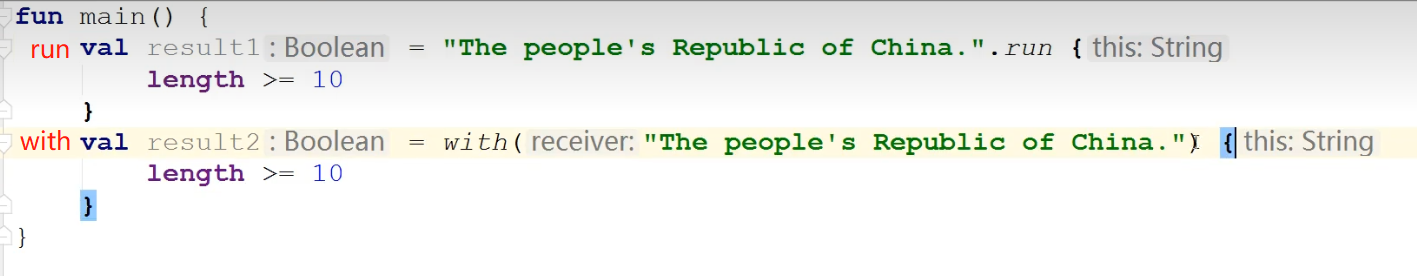 fun main() {
run val result1 : Boolean = "The people's Republic of China.".run { this: String
length >= 10
}
with val result2 : Boolean = with( receiver: "The people's Republic of China.") { this: String
length >= 10
}
}